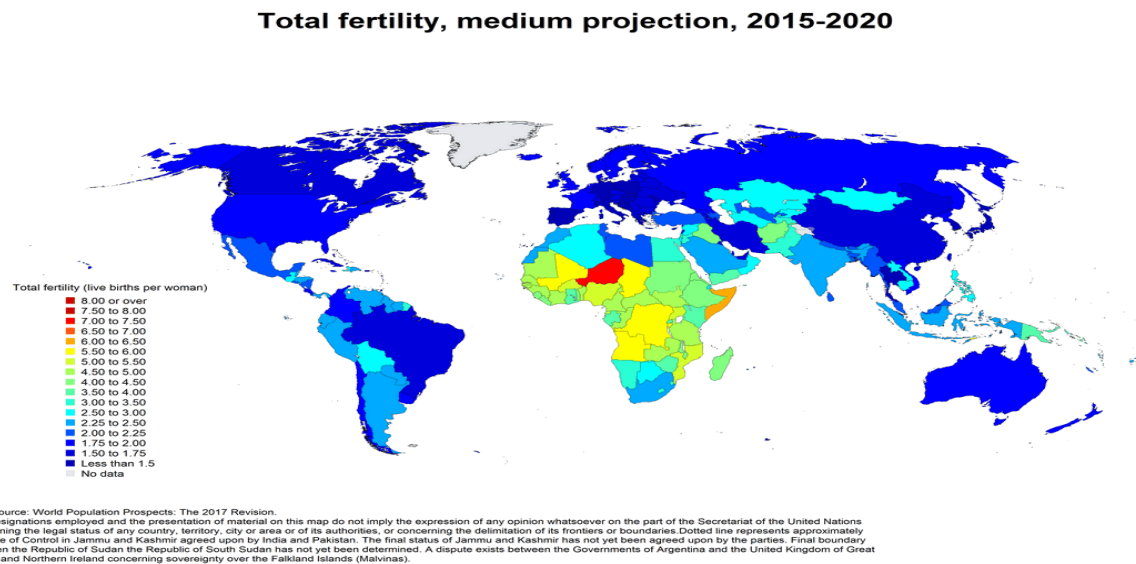 Total fertility, medium projection, 2015-2020
Total fertility (live births per woman)
8.00 or over
7.50 to 8.00
7.00 to 7.50
6.50 to 7.00
6.00 to 6.50
5.50 to 6.00
5.00 to 5.50
4.50 to 5.00
4.00 to 4.50
3.50 to 4.00
3.00 to 3.50
2.50 to 3.00
2.25 to 2.50
2.00 to 2.25
1.75 to 2.00
1.50 to 1.75
Less than 1.5
No data
ource: World Population Prospects: The 2017 Revision.
esignations employed and the presentation of material on this map do not imply the expression of any opinion whatsoever on the part of the Secretariat of the United Nations
ning the legal status of any country, territory, city or area or of its authorities, or concerning the delimitation of its frontiers or boundaries.Dotted line represents approximately
e of Control in Jammu and Kashmir agreed upon by India and Pakistan. The final status of Jammu and Kashmir has not yet been agreed upon by the parties. Final boundary
en the Republic of Sudan the Republic of South Sudan has not yet been determined. A dispute exists between the Governments of Argentina and the United Kingdom of Great
and Northern Ireland concerning sovereignty over the Falkland Islands (Malvinas).